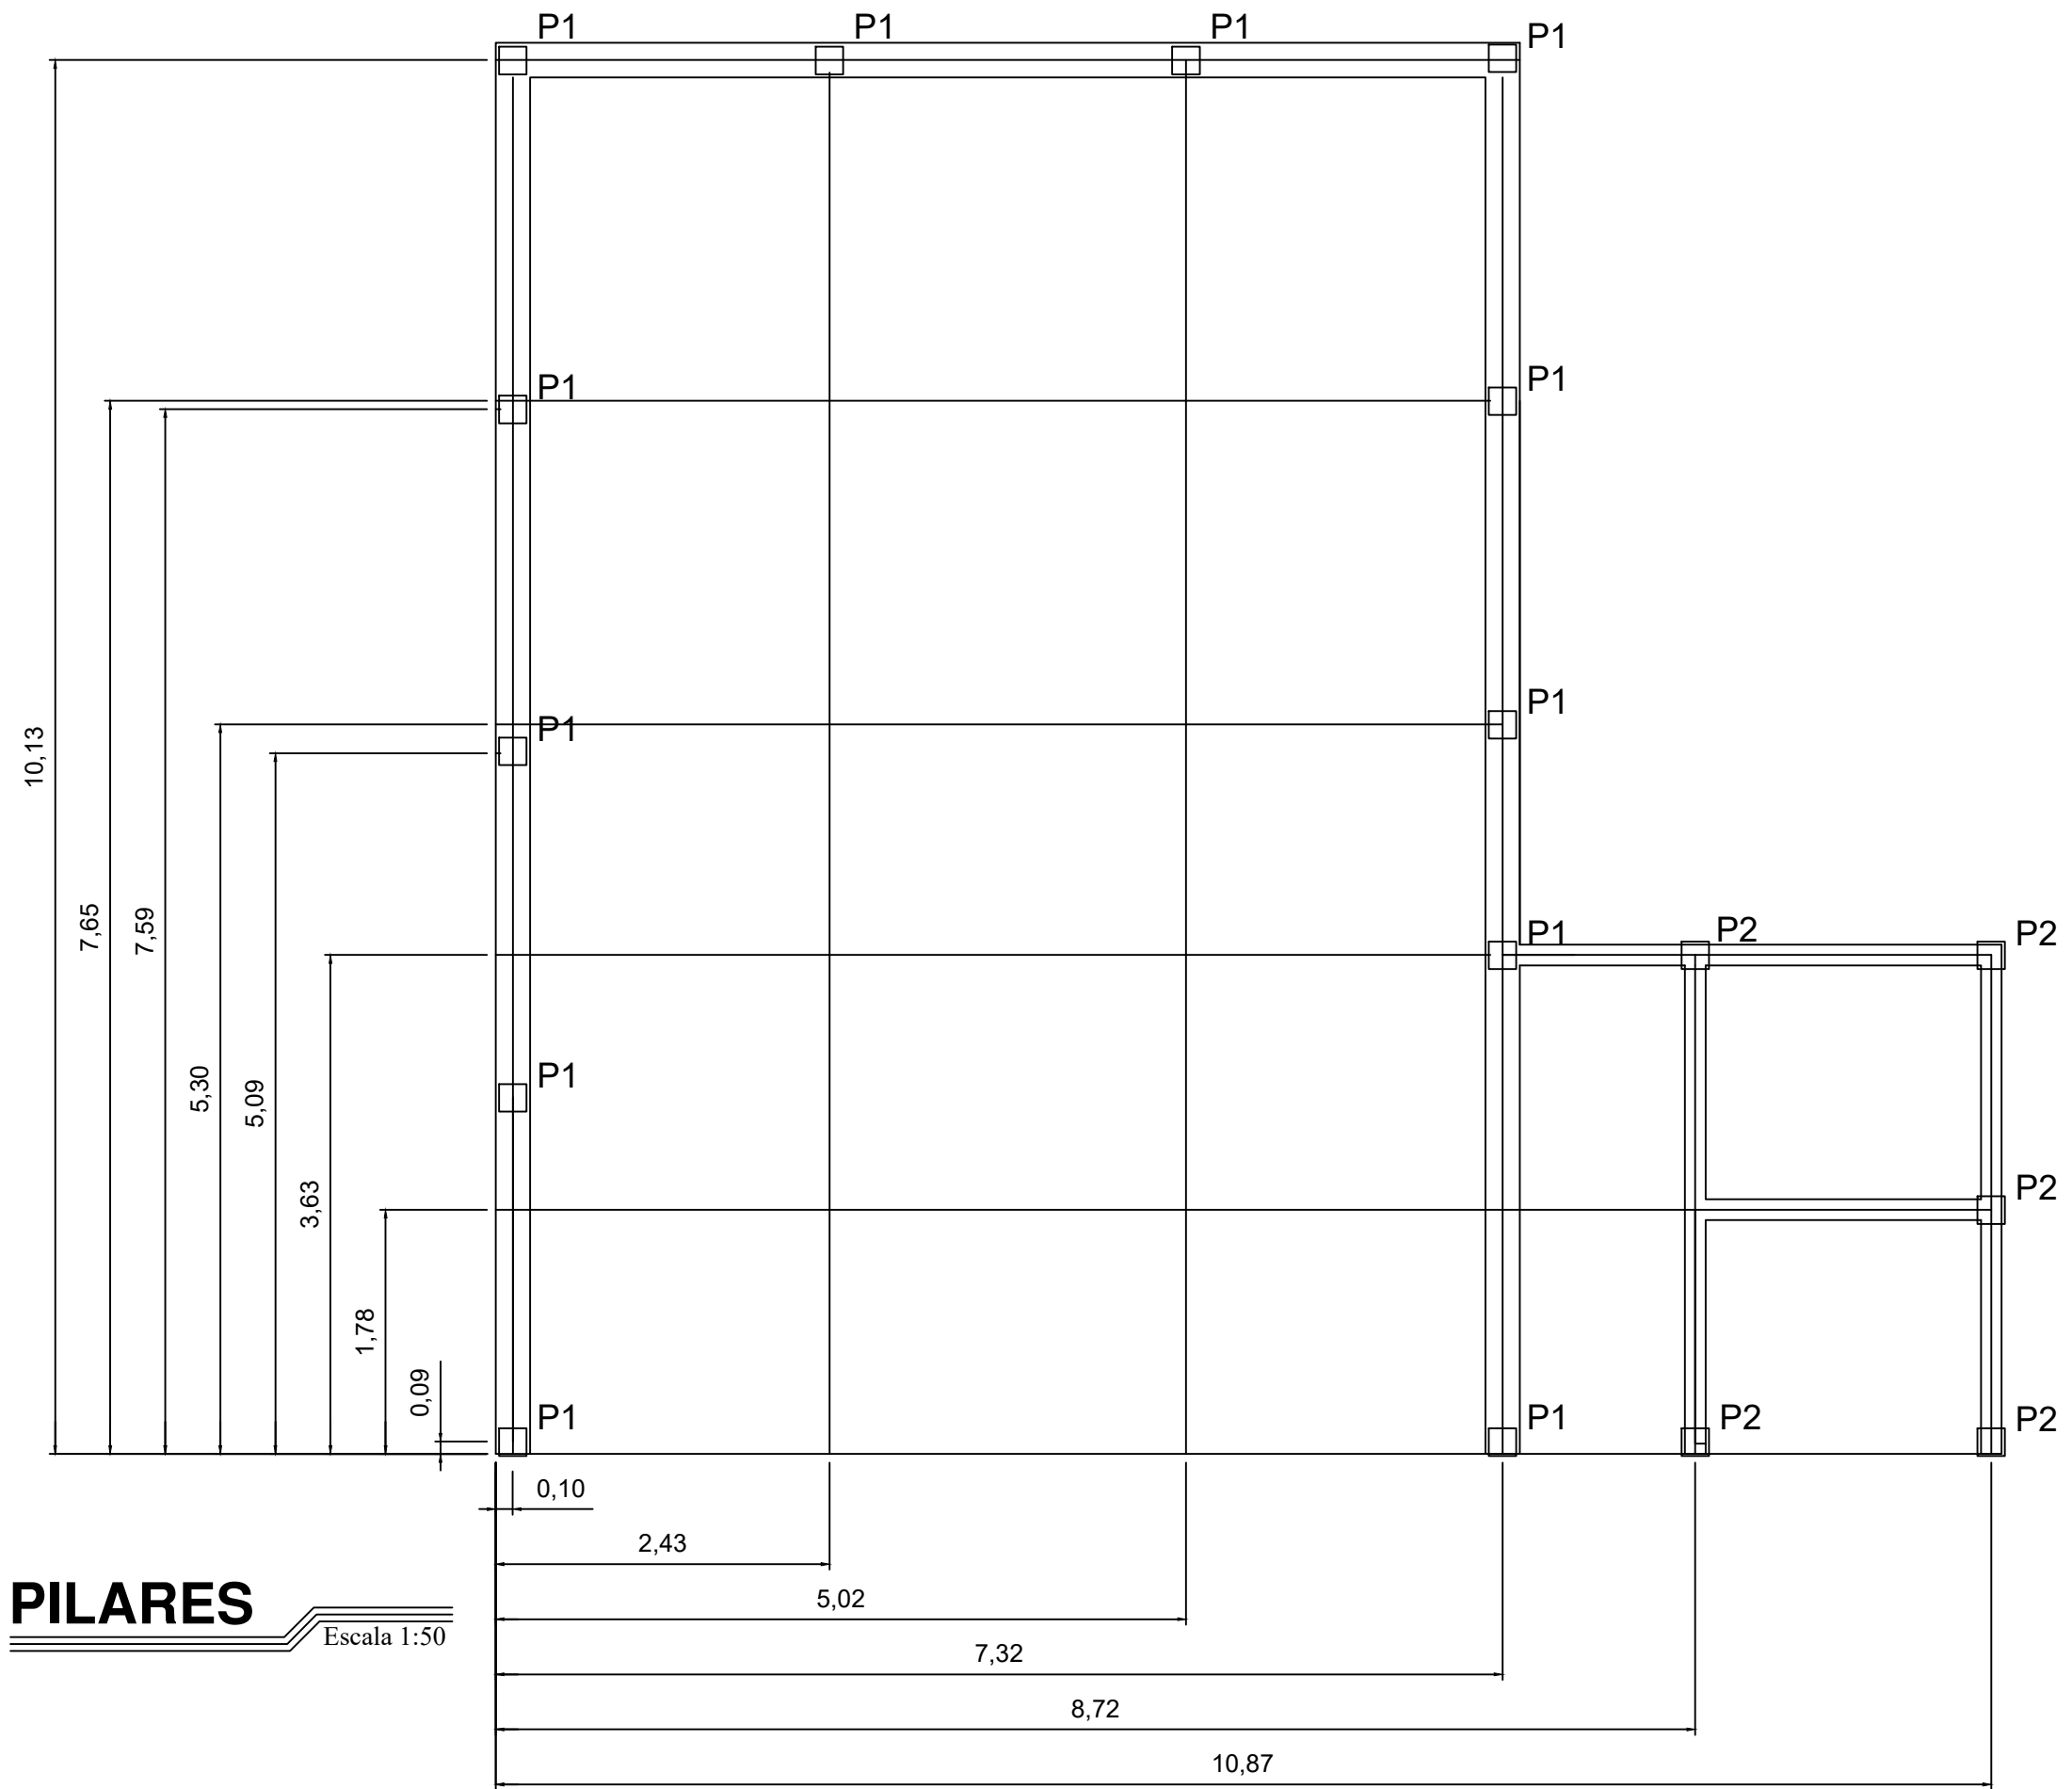 P1
P1
P1
P1
P1
P1
P1
P1
10,13
7,65
7,59
P1
P2
P2
5,30
5,09
P1
3,63
P2
1,78
0,09
P1
P1
P2
P2
0,10
2,43
5,02
7,32
8,72
10,87
PILARES
Escala 1:50